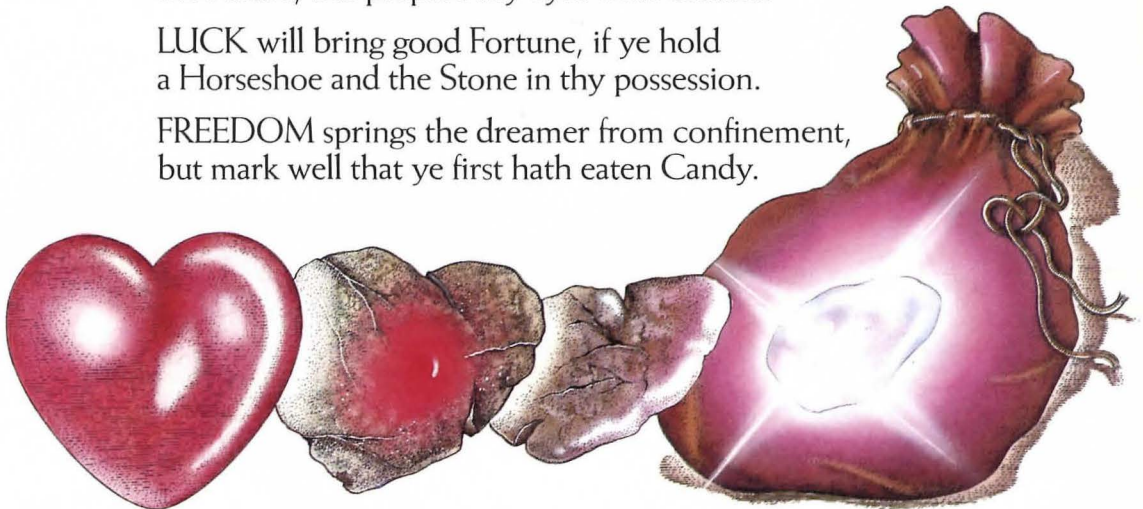 LUCK will bring good Fortune, if ye hold
a Horseshoe and the Stone in thy possession.
FREEDOM springs the dreamer from confinement,
but mark well that ye first hath eaten Candy.